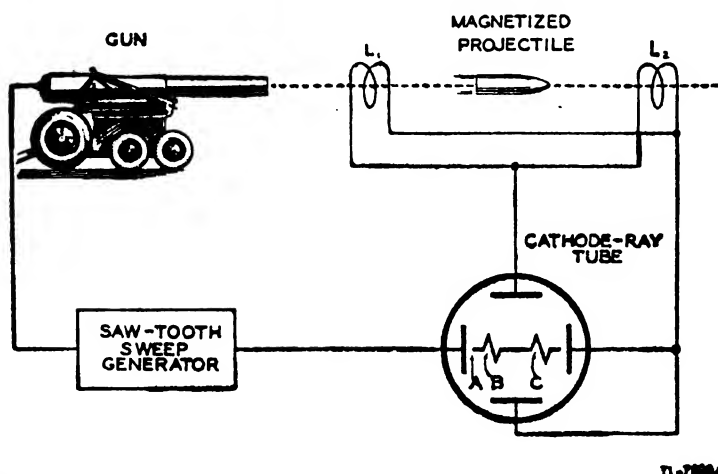 GUN
MAGNETIZED
PROJECTILE
L₁
L₂
CATHODE-RAY
TUBE
SAW-TOOTH
SWEEP
GENERATOR
A B C